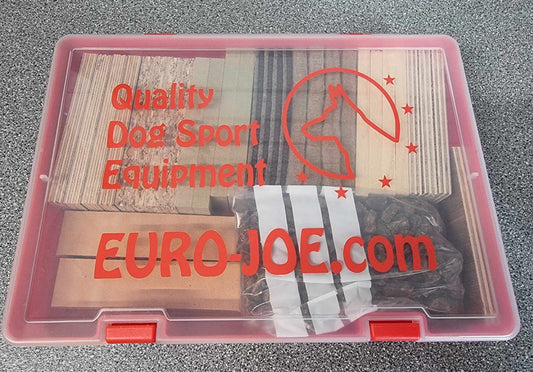 Quality
Dog Sport
Equipment
EURO-JOE.com